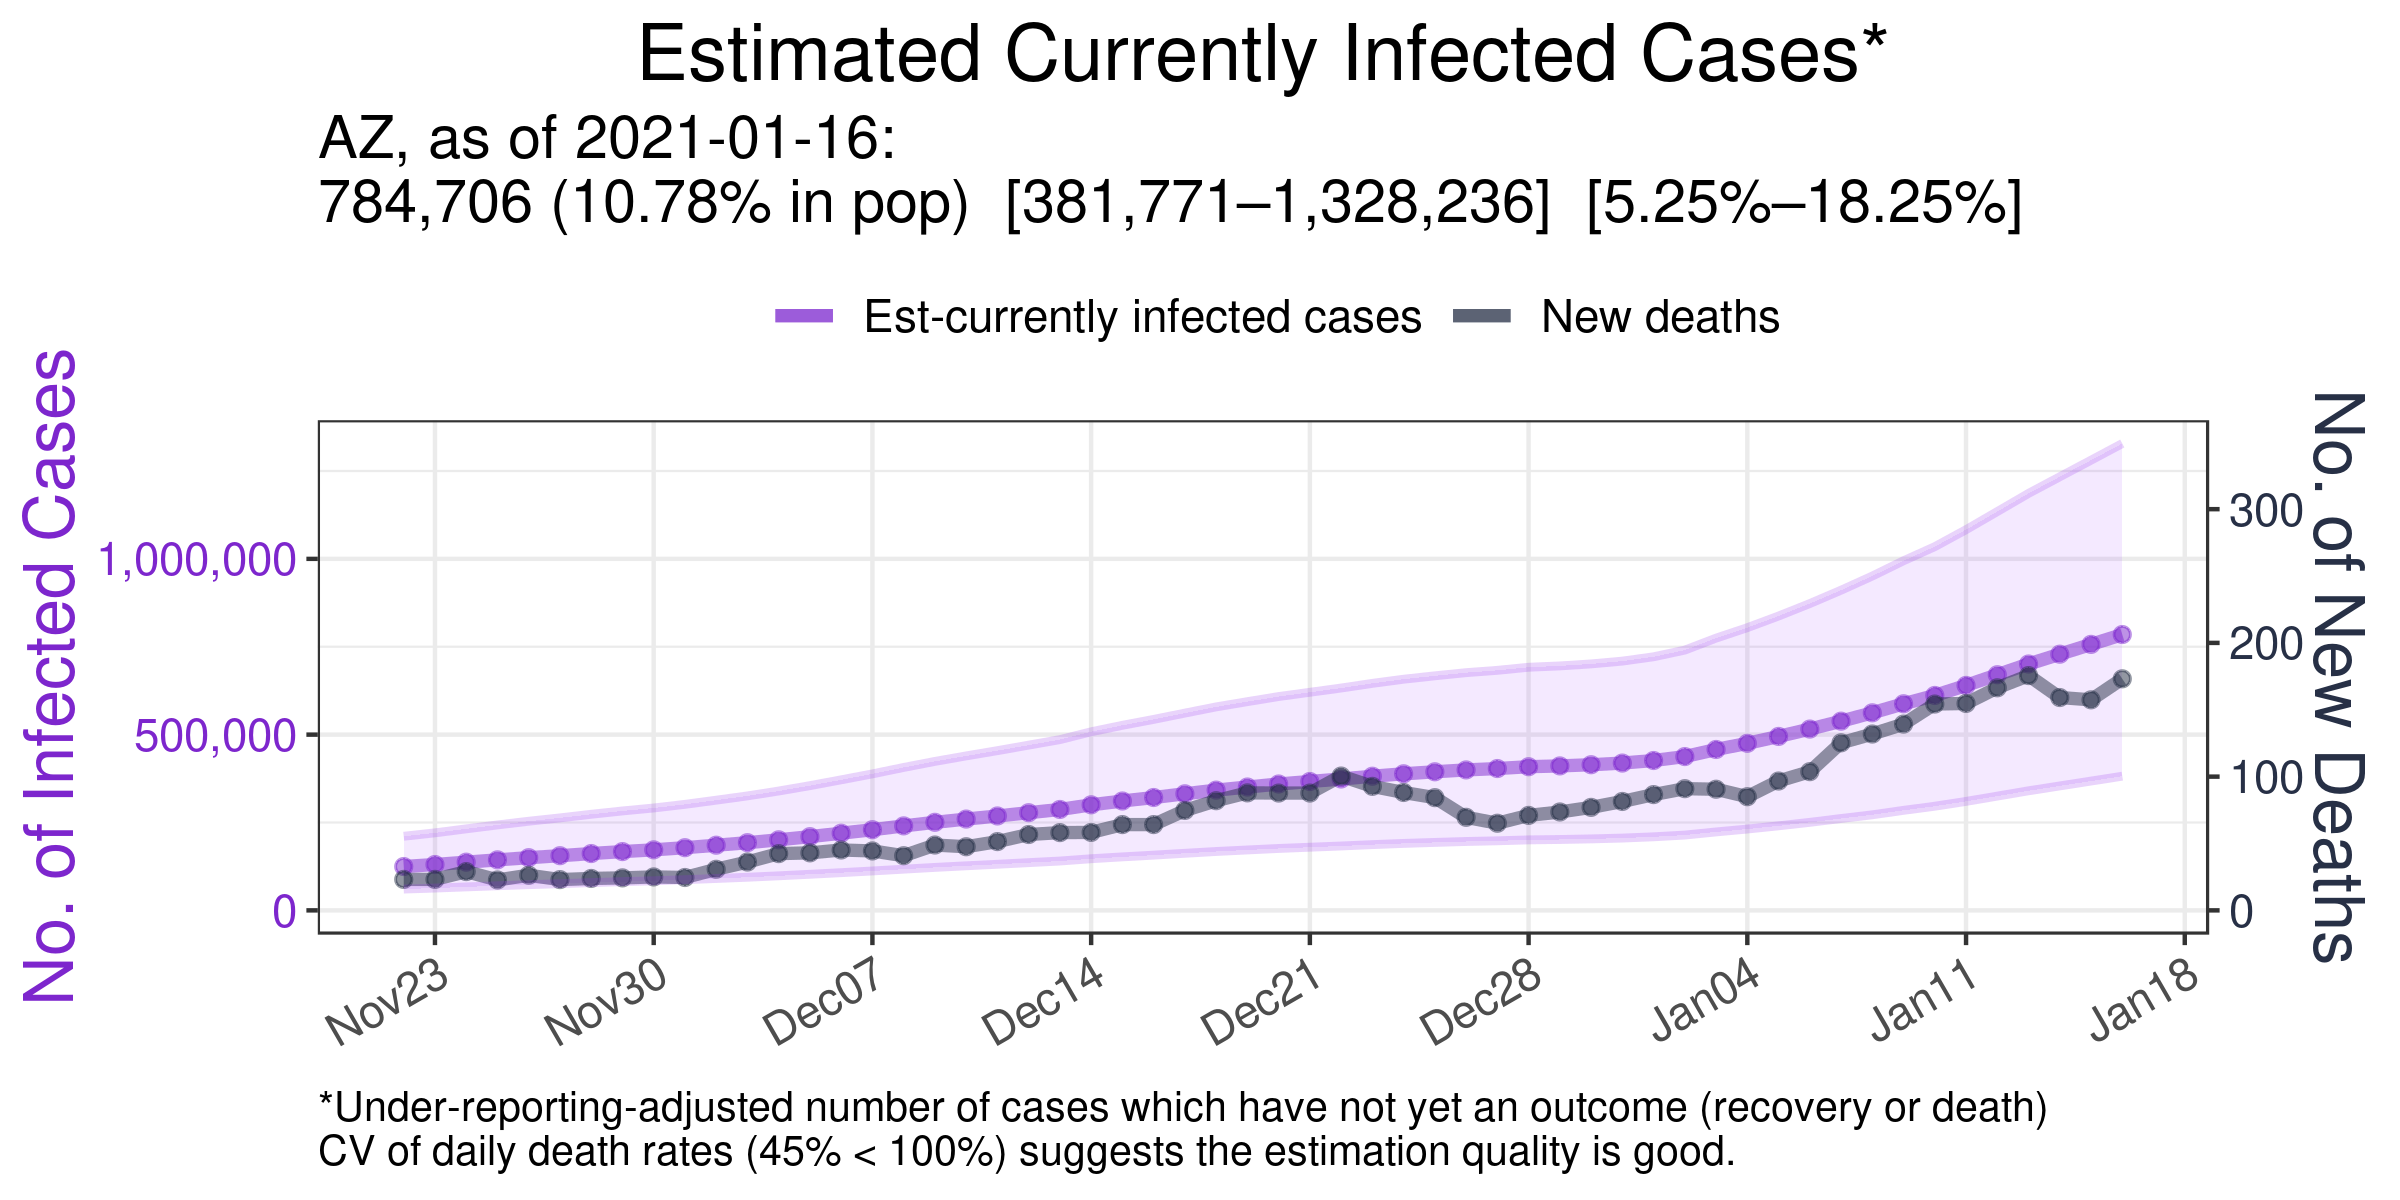 Estimated Currently Infected Cases*
AZ, as of 2021-01-16:
784,706 (10.78% in pop) [381,771–1,328,236] [5.25%–18.25%]
Est-currently infected cases
New deaths
No. of Infected Cases
1,000,000
500,000
0
No. of New Deaths
300
200
100
0
Nov23
Nov30
Dec07
Dec14
Dec21
Dec28
Jan04
Jan11
Jan18
*Under-reporting-adjusted number of cases which have not yet an outcome (recovery or death)
CV of daily death rates (45% < 100%) suggests the estimation quality is good.